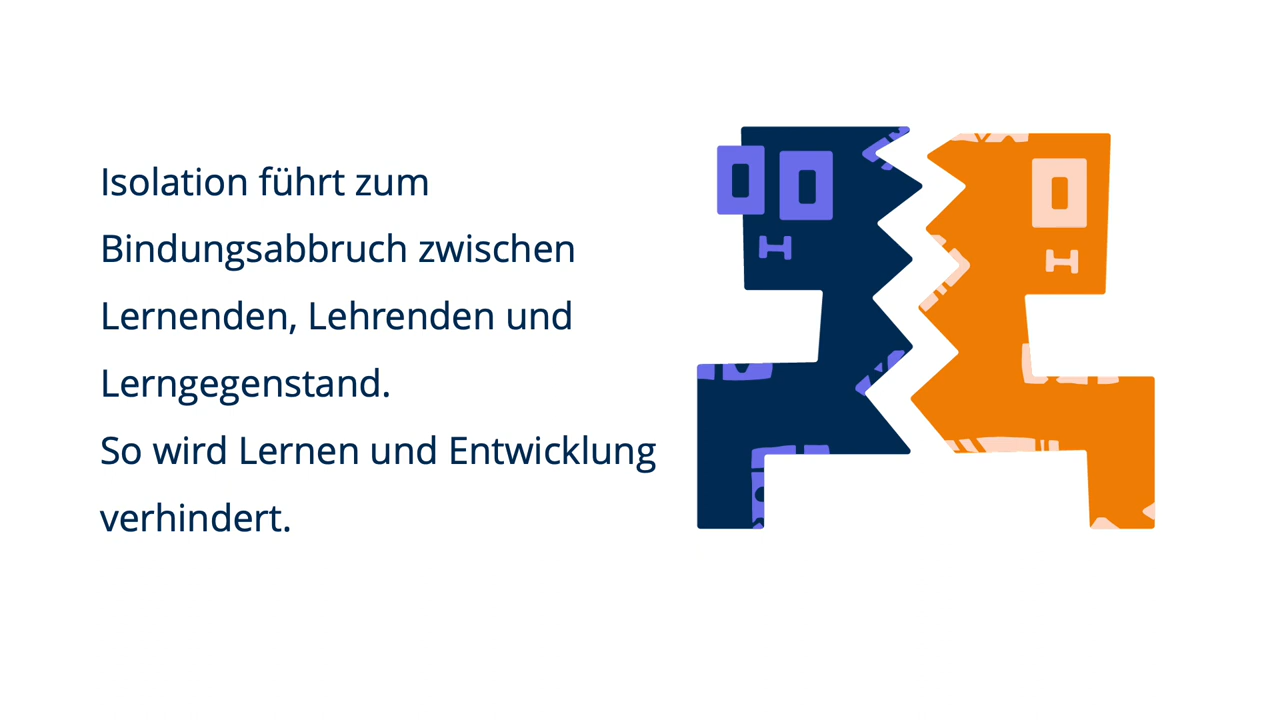 Isolation führt zum
Bindungsabbruch zwischen
Lernenden, Lehrenden und
Lerngegenstand.
So wird Lernen und Entwicklung
verhindert.